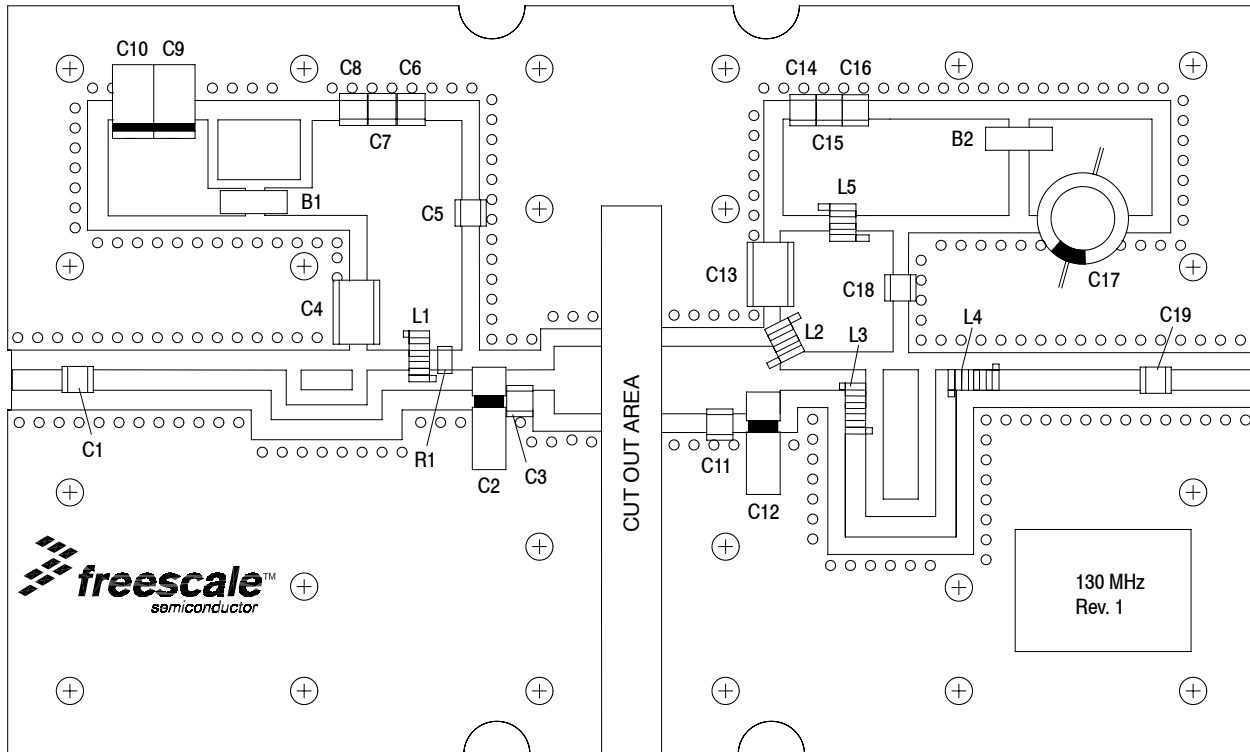 C10 C9
C8 C6
C7
B1
C5
C4
L1
C1
R1
C2
C3
CUT OUT AREA
C14 C16
C15
B2
L5
C13
C18
C17
L2
L3
L4
C19
C11
C12
freescale™
semiconductor
130 MHz
Rev. 1